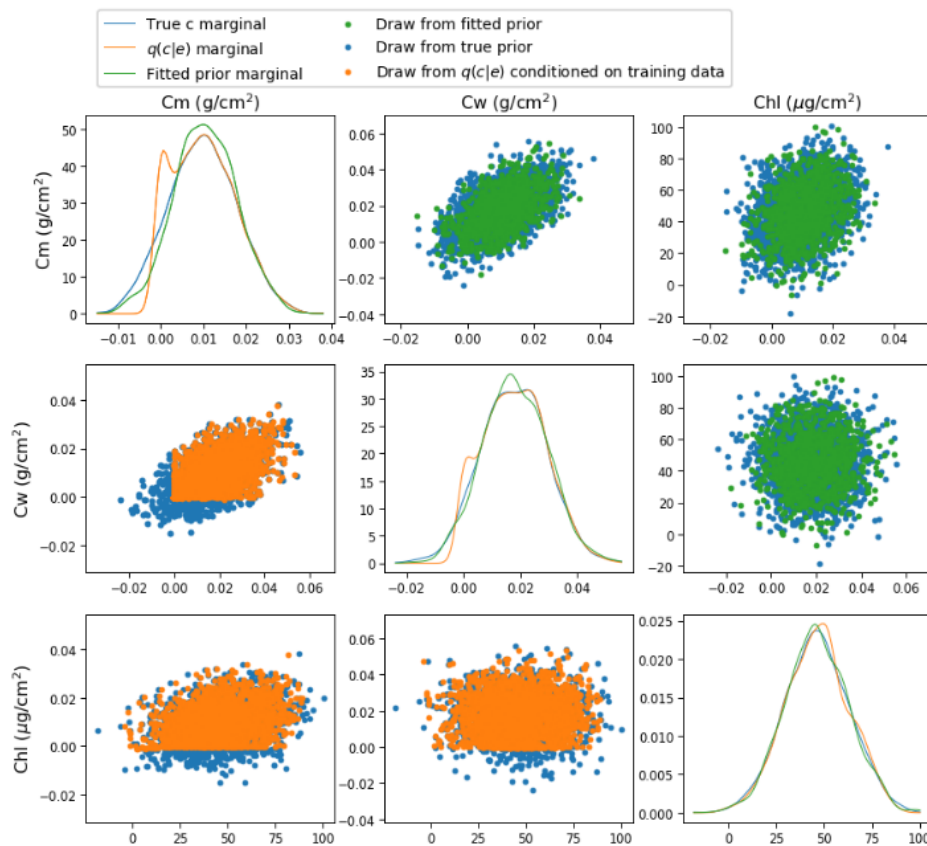 True c marginal
q(c|e) marginal
Fitted prior marginal
Draw from fitted prior
Draw from true prior
Draw from q(c|e) conditioned on training data
Cm (g/cm²)
Cw (g/cm²)
Chl (μg/cm²)
Cm (g/cm²)
50
40
30
20
10
0
−0.01 0.00 0.01 0.02 0.03 0.04
0.06
0.04
0.02
0.00
−0.02
−0.04
0.00 0.02 0.04
100
80
60
40
20
0
−20
0.00 0.02 0.04
Cw (g/cm²)
0.04
0.02
0.00
−0.02
−0.02 0.00 0.02 0.04 0.06
35
30
25
20
15
10
5
0
−0.02 0.00 0.02 0.04
100
80
60
40
20
0
−20
−0.02 0.00 0.02 0.04 0.06
Chl (μg/cm²)
0.04
0.02
0.00
−0.02
0 25 50 75 100
0.06
0.04
0.02
0.00
−0.02
−0.04
0 25 50 75 100
0.025
0.020
0.015
0.010
0.005
0.000
0 25 50 75 100